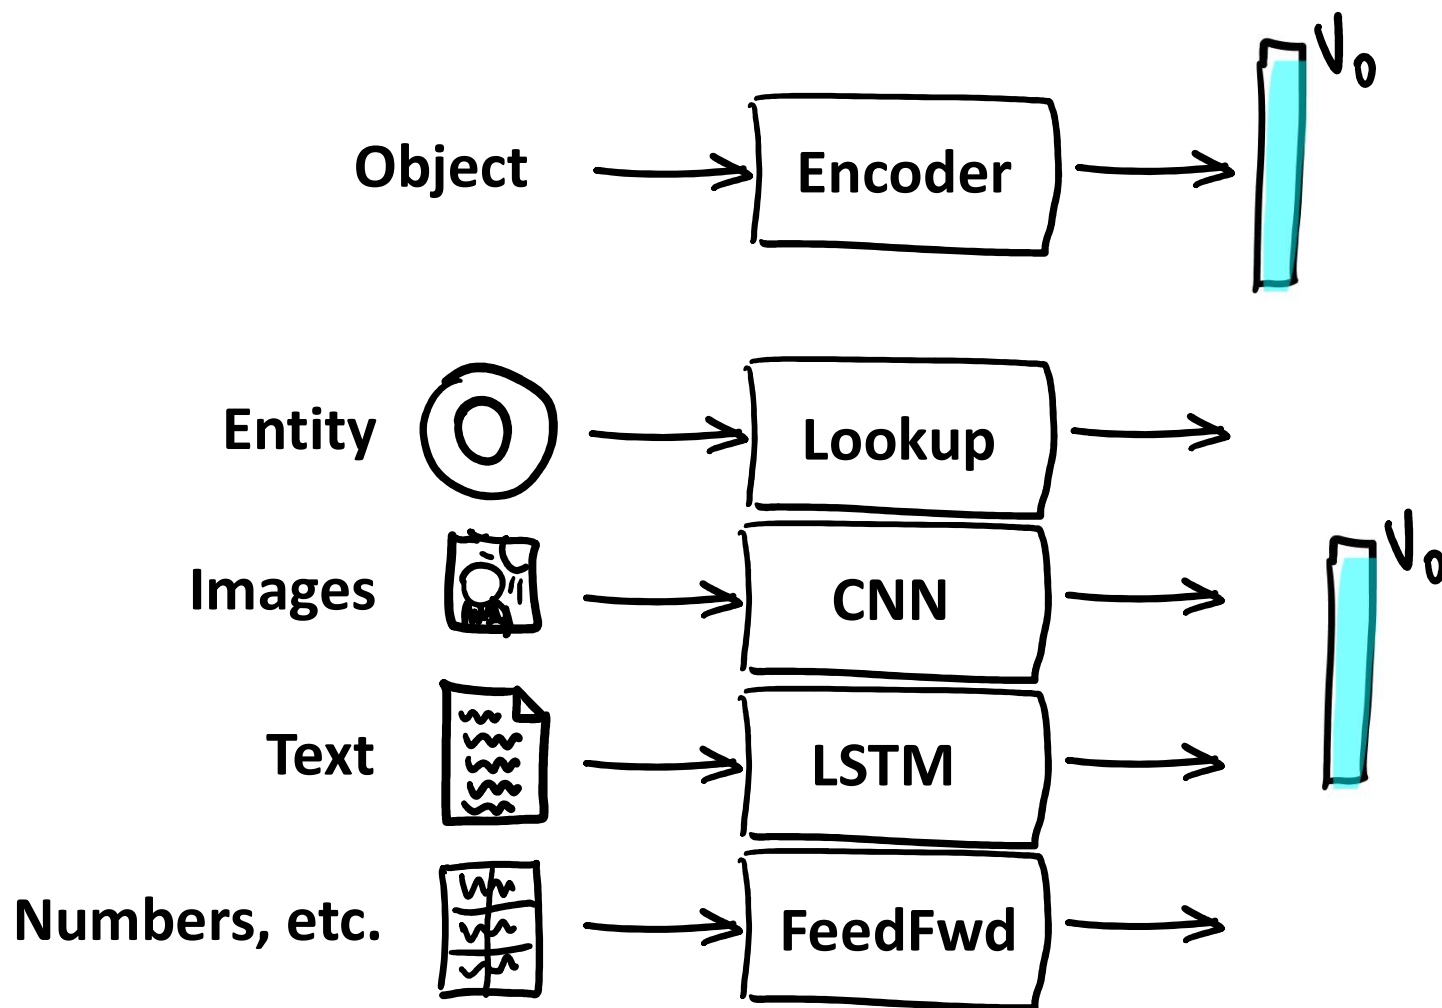 V₀
Object
Encoder
Entity
Lookup
V₀
Images
CNN
Text
LSTM
Numbers, etc.
FeedFwd